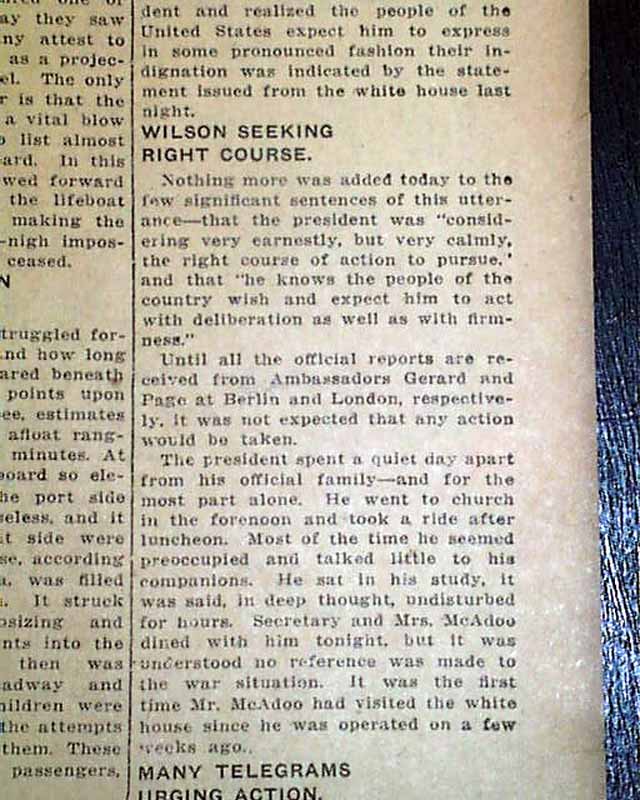 ay they saw
ny attest to
as a projec-
el. The only
r is that the
a vital blow
list almost
ard. In this
wed forward
the lifeboat
making the
-nigh impos-
ceased.
N
truggled for-
nd how long
ared beneath
points upon
ee, estimates
afloat rang-
minutes. At
board so ele-
he port side
seless, and it
t side were
se, according
a, was filled
It struck
osizing and
nts into the
then was
adway and
hildren were
the attempts
them. These
passengers,
dent and realized the people of the
United States expect him to express
in some pronounced fashion their in-
dignation was indicated by the state-
ment issued from the white house last
night.
WILSON SEEKING
RIGHT COURSE.
Nothing more was added today to the
few significant sentences of this utter-
ance—that the president was "consid-
ering very earnestly, but very calmly,
the right course of action to pursue,'
and that "he knows the people of the
country wish and expect him to act
with deliberation as well as with firm-
ness."
Until all the official reports are re-
ceived from Ambassadors Gerard and
Page at Berlin and London, respective-
ly, it was not expected that any action
would be taken.
The president spent a quiet day apart
from his official family—and for the
most part alone. He went to church
in the forenoon and took a ride after
luncheon. Most of the time he seemed
preoccupied and talked little to his
companions. He sat in his study, it
was said, in deep thought, undisturbed
for hours. Secretary and Mrs. McAdoo
dined with him tonight, but it was
understood no reference was made to
the war situation. It was the first
time Mr. McAdoo had visited the white
house since he was operated on a few
weeks ago..
MANY TELEGRAMS
URGING ACTION.